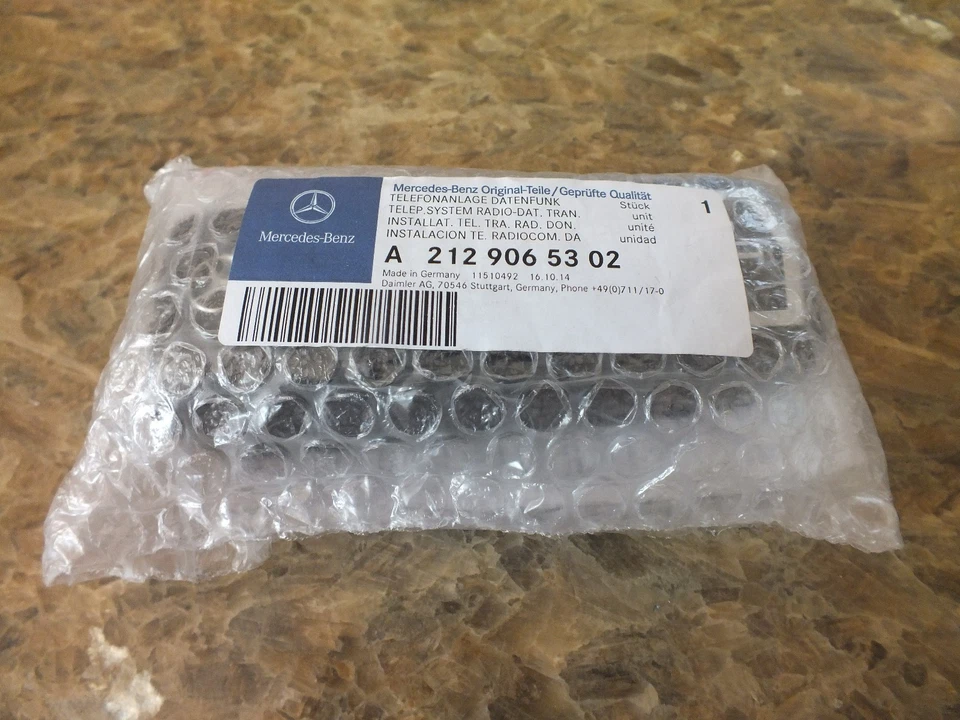 Mercedes-Benz
Mercedes-Benz Original-Teile/Geprüfte Qualität
TELEFONANLAGE DATENFUNK Stück 1
TELEP.SYSTEM RADIO-DAT. TRAN. unit
INSTALLAT. TEL. TRA. RAD. DON. unité
INSTALACION TE. RADIOCOM. DA unidad
A 212 906 53 02
Made in Germany 11510492 16.10.14
Daimler AG, 70546 Stuttgart, Germany, Phone +49(0)711/17-0